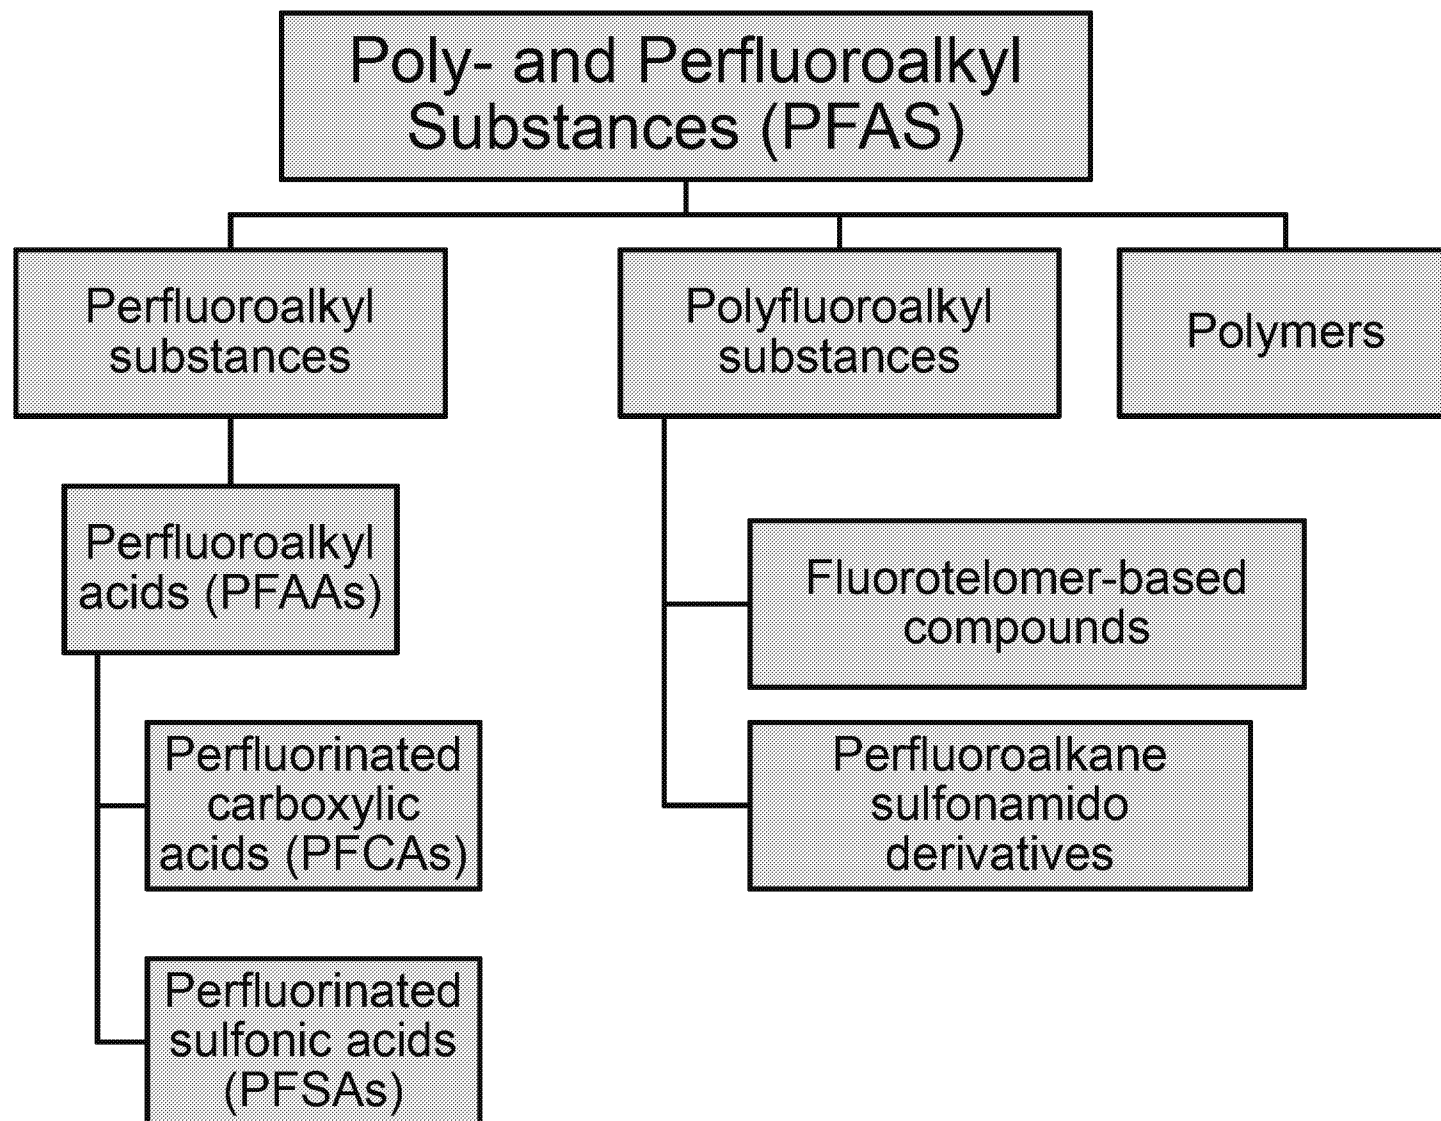 Poly- and Perfluoroalkyl
Substances (PFAS)
Perfluoroalkyl
substances
Polyfluoroalkyl
substances
Polymers
Perfluoroalkyl
acids (PFAAs)
Fluorotelomer-based
compounds
Perfluorinated
carboxylic
acids (PFCAs)
Perfluoroalkane
sulfonamido
derivatives
Perfluorinated
sulfonic acids
(PFSAs)